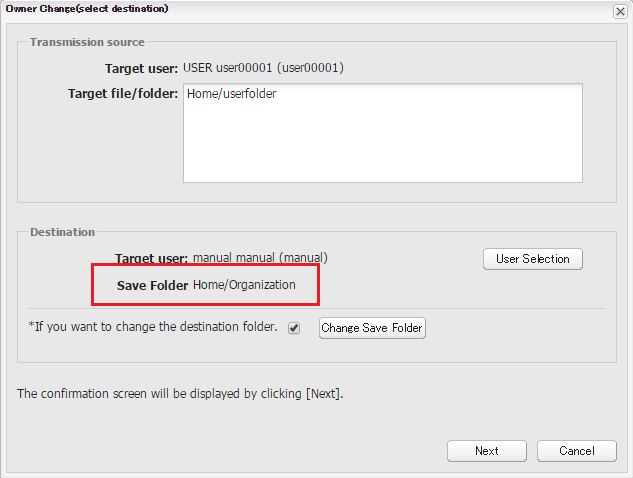 Owner Change(select destination)
Transmission source
Target user: USER user00001 (user00001)
Target file/folder: Home/userfolder
Destination
Target user: manual manual (manual)
User Selection
Save Folder Home/Organization
*If you want to change the destination folder.
Change Save Folder
The confirmation screen will be displayed by clicking [Next].
Next
Cancel